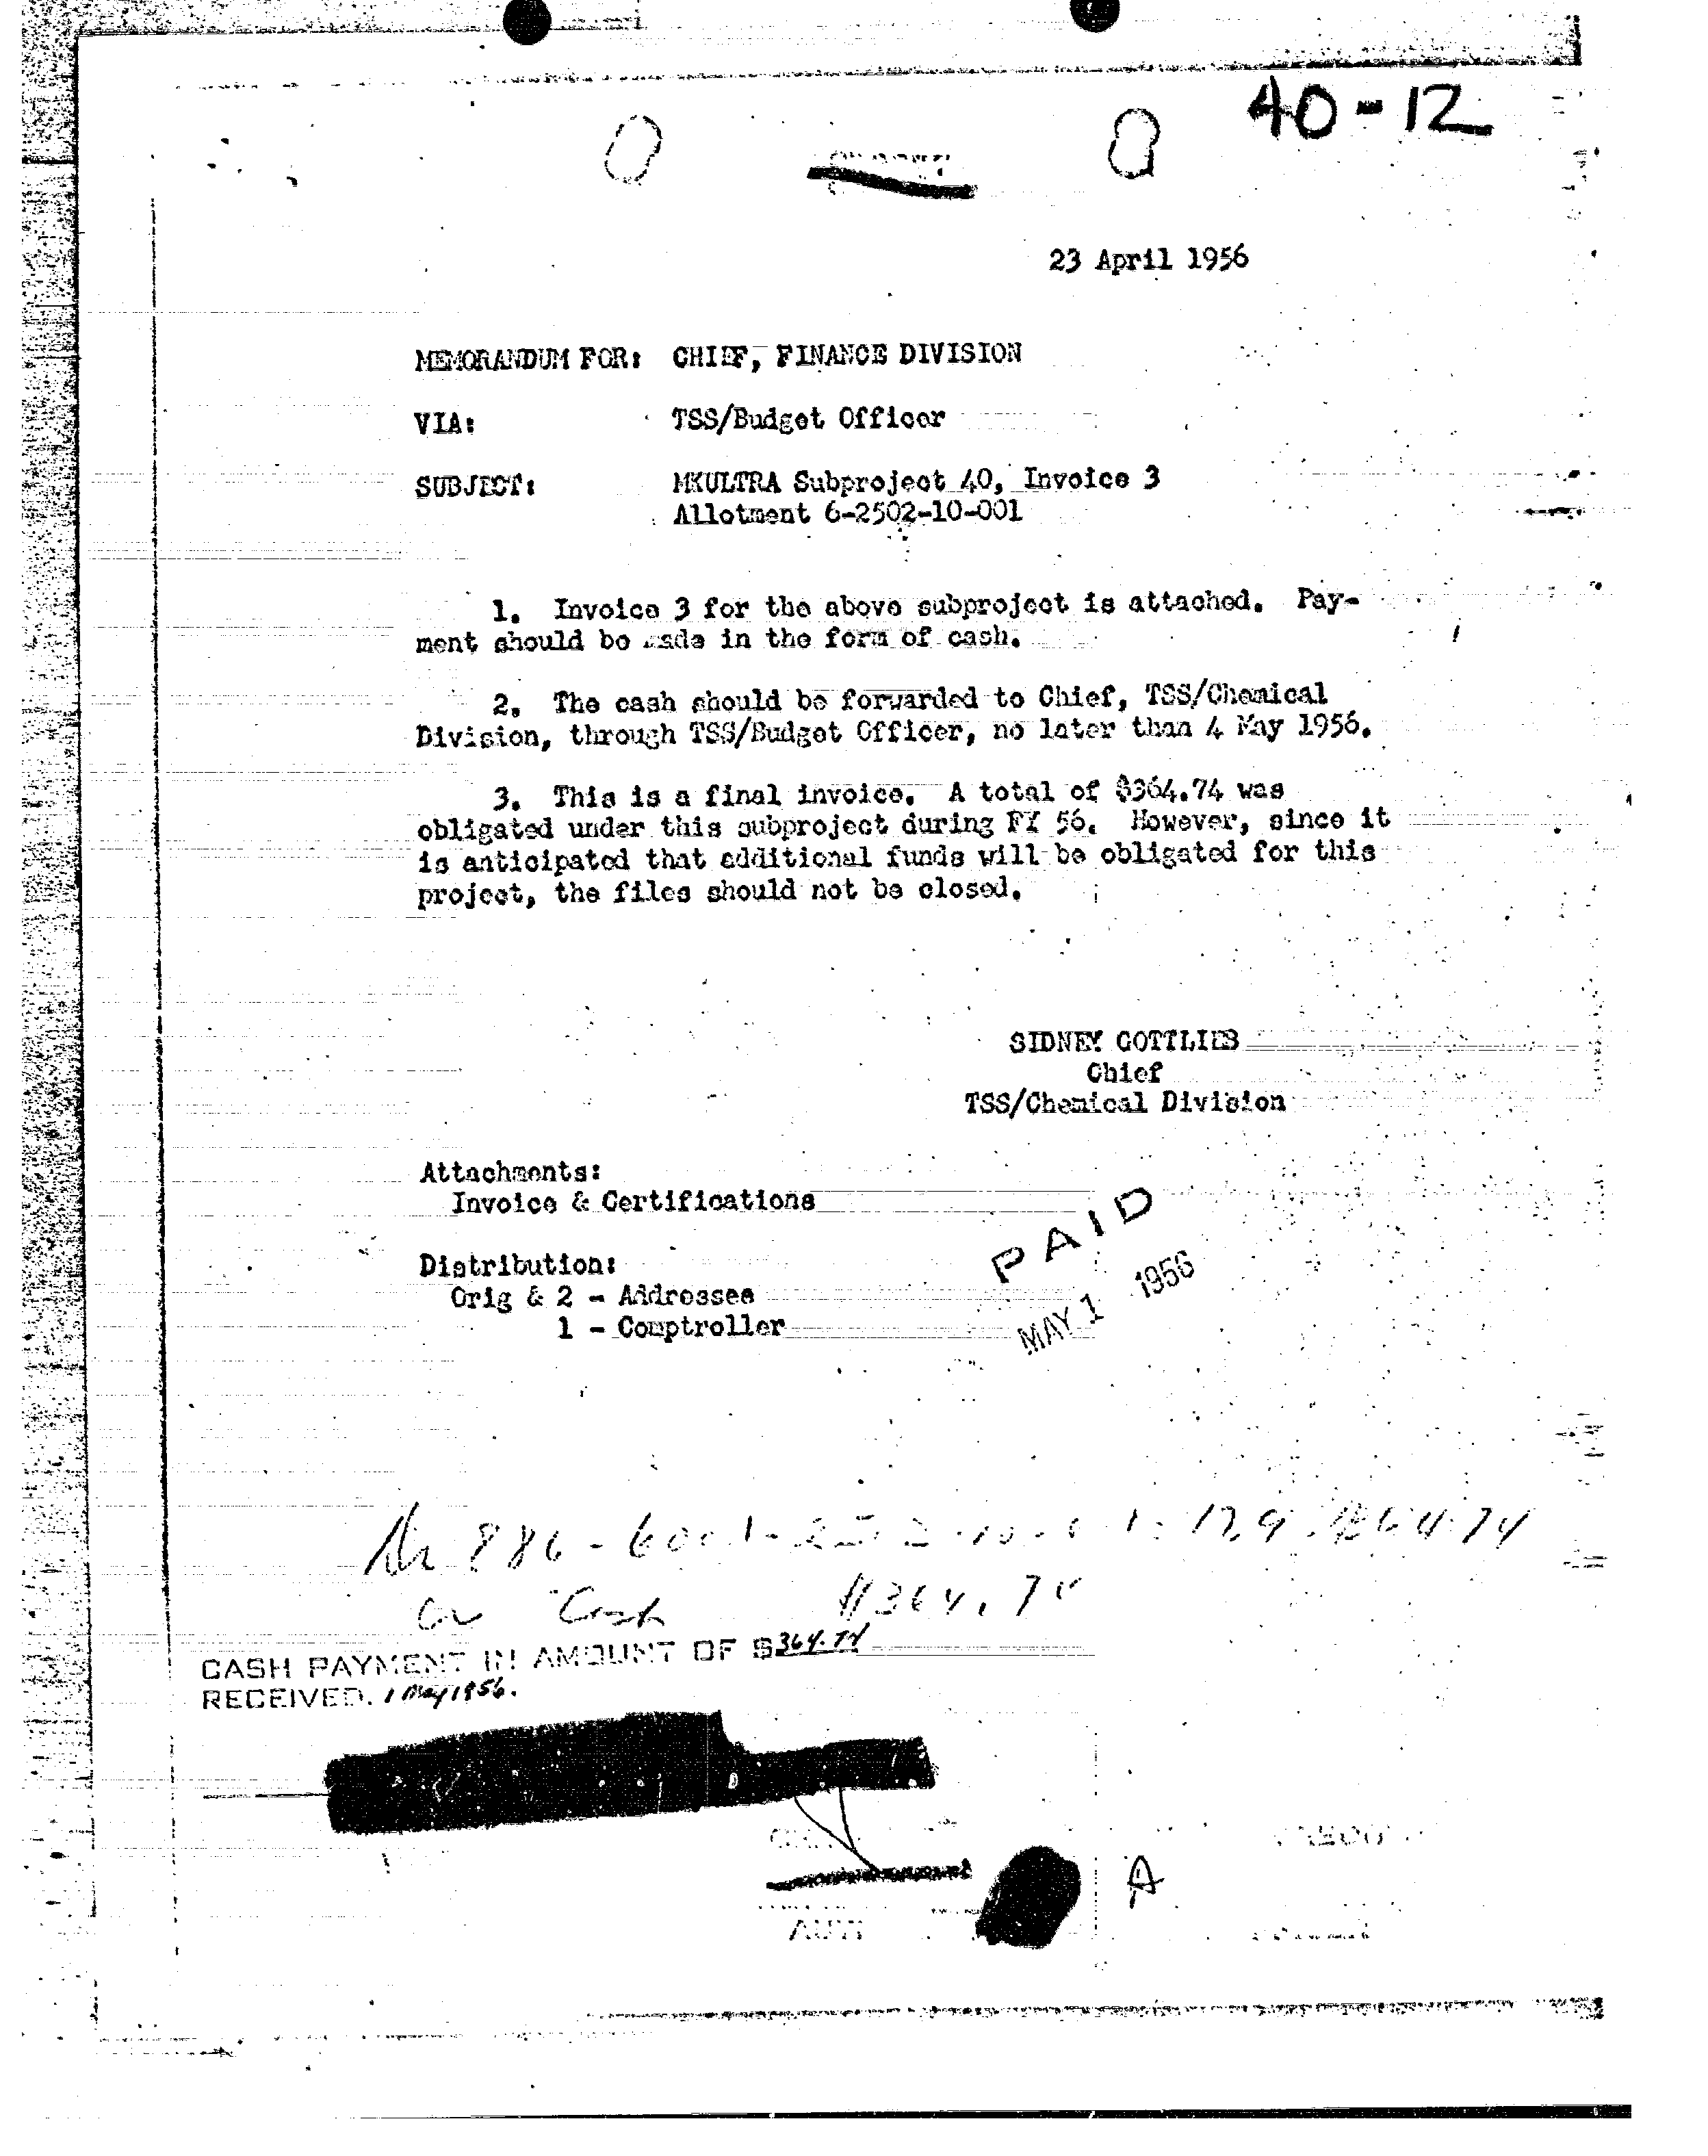 40-12
23 April 1956
MEMORANDUM FOR: CHIEF, FINANCE DIVISION
VIA: TSS/Budget Officer
SUBJECT: MKULTRA Subproject 40, Invoice 3
Allotment 6-2502-10-001
1. Invoice 3 for the above subproject is attached. Pay-
ment should be made in the form of cash.
2. The cash should be forwarded to Chief, TSS/Chemical
Division, through TSS/Budget Officer, no later than 4 May 1956.
3. This is a final invoice. A total of $364.74 was
obligated under this subproject during FY 56. However, since it
is anticipated that additional funds will be obligated for this
project, the files should not be closed.
SIDNEY GOTTLIEB
Chief
TSS/Chemical Division
Attachments:
Invoice & Certifications
Distribution:
Orig & 2 - Addressee
1 - Comptroller
PAID
MAY 1 1956
Cash $364.74
CASH PAYMENT IN AMOUNT OF $364.74
RECEIVED. 1 May 1956.
A